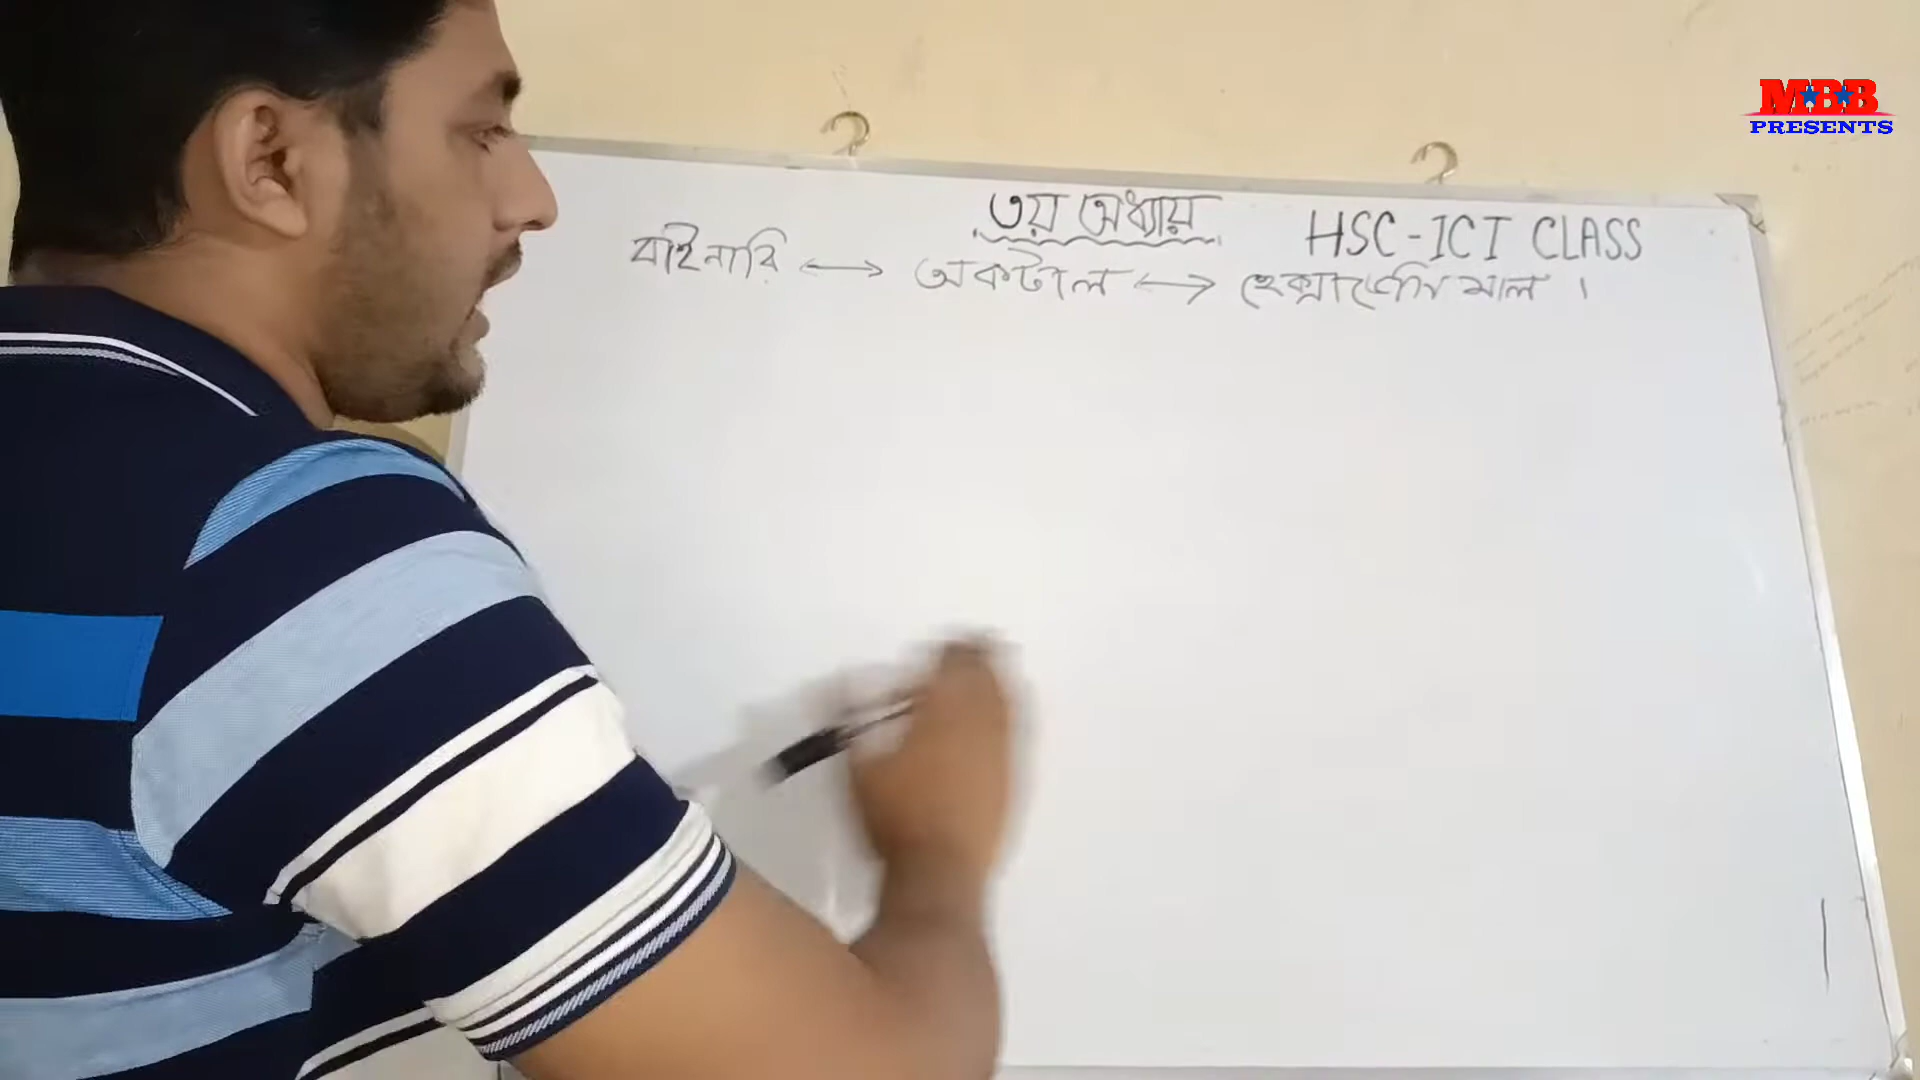 MBB
PRESENTS
৩য় অধ্যায়
HSC-ICT CLASS
বাইনারি ↔ অকটাল ↔ হেক্সাডেসিমাল ।